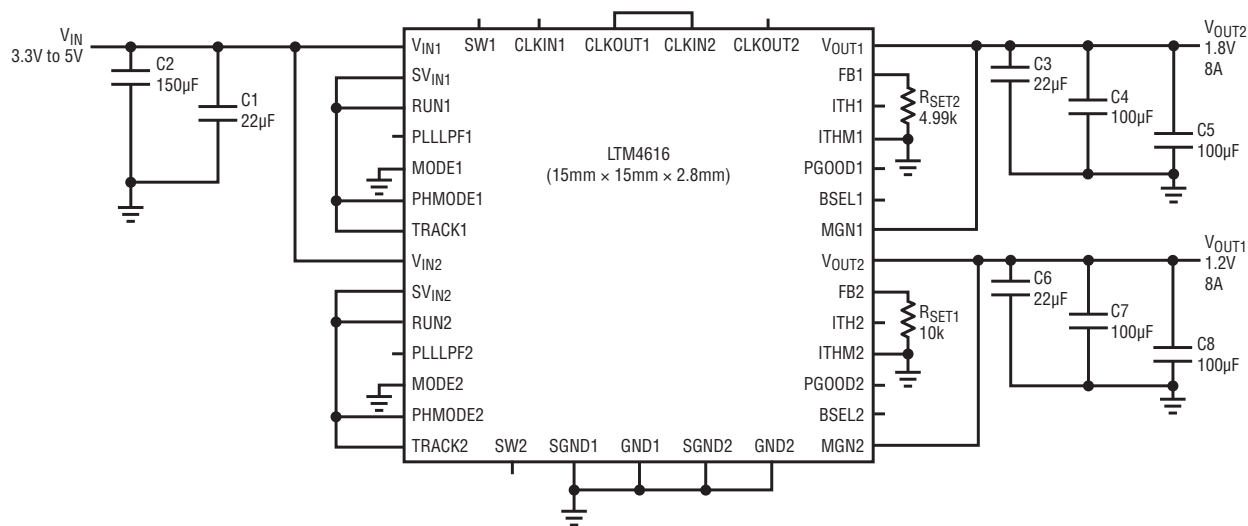 VIN
3.3V to 5V
C2
150µF
C1
22µF
SW1
CLKIN1
CLKOUT1
CLKIN2
CLKOUT2
VIN1
SVIN1
RUN1
PLLLPF1
MODE1
PHMODE1
TRACK1
VIN2
SVIN2
RUN2
PLLLPF2
MODE2
PHMODE2
TRACK2
LTM4616
(15mm × 15mm × 2.8mm)
SW2
SGND1
GND1
SGND2
GND2
VOUT1
FB1
ITH1
ITHM1
PGOOD1
BSEL1
MGN1
VOUT2
FB2
ITH2
ITHM2
PGOOD2
BSEL2
MGN2
RSET2
4.99k
C3
22µF
C4
100µF
C5
100µF
VOUT2
1.8V
8A
RSET1
10k
C6
22µF
C7
100µF
C8
100µF
VOUT1
1.2V
8A